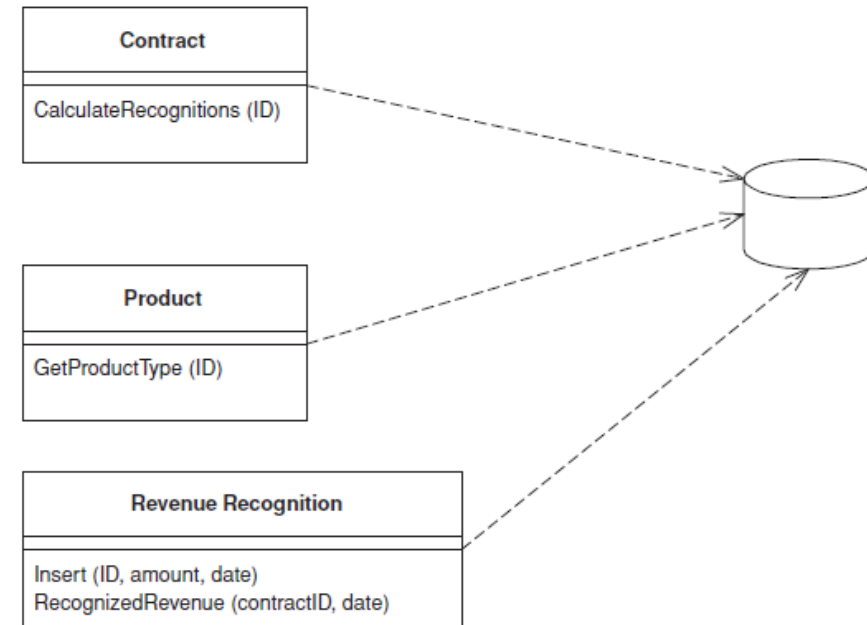 Contract
CalculateRecognitions (ID)
Product
GetProductType (ID)
Revenue Recognition
Insert (ID, amount, date)
RecognizedRevenue (contractID, date)